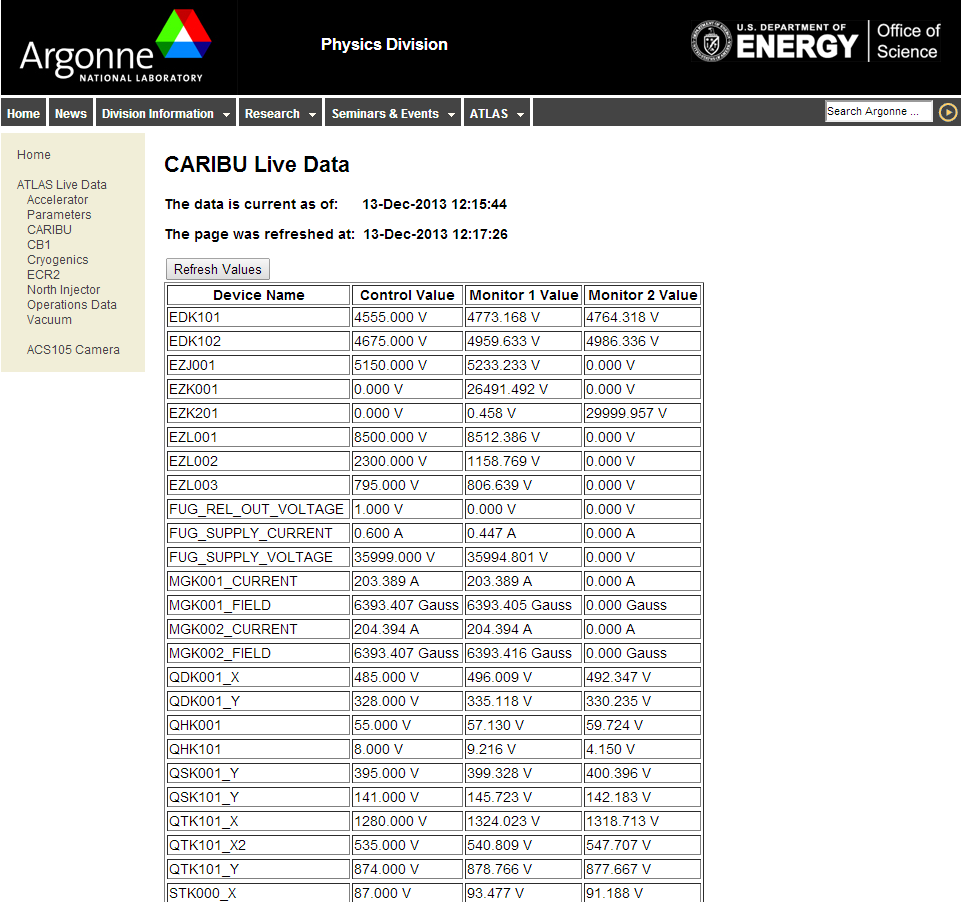 Argonne
NATIONAL LABORATORY
Physics Division
U.S. DEPARTMENT OF
ENERGY
Office of
Science
Home News Division Information Research Seminars & Events ATLAS Search Argonne ...
Home
ATLAS Live Data
Accelerator
Parameters
CARIBU
CB1
Cryogenics
ECR2
North Injector
Operations Data
Vacuum
ACS105 Camera
CARIBU Live Data
The data is current as of: 13-Dec-2013 12:15:44
The page was refreshed at: 13-Dec-2013 12:17:26
Refresh Values
Device Name Control Value Monitor 1 Value Monitor 2 Value
EDK101 4555.000 V 4773.168 V 4764.318 V
EDK102 4675.000 V 4959.633 V 4986.336 V
EZJ001 5150.000 V 5233.233 V 0.000 V
EZK001 0.000 V 26491.492 V 0.000 V
EZK201 0.000 V 0.458 V 29999.957 V
EZL001 8500.000 V 8512.386 V 0.000 V
EZL002 2300.000 V 1158.769 V 0.000 V
EZL003 795.000 V 806.639 V 0.000 V
FUG_REL_OUT_VOLTAGE 1.000 V 0.000 V 0.000 V
FUG_SUPPLY_CURRENT 0.600 A 0.447 A 0.000 A
FUG_SUPPLY_VOLTAGE 35999.000 V 35994.801 V 0.000 V
MGK001_CURRENT 203.389 A 203.389 A 0.000 A
MGK001_FIELD 6393.407 Gauss 6393.405 Gauss 0.000 Gauss
MGK002_CURRENT 204.394 A 204.394 A 0.000 A
MGK002_FIELD 6393.407 Gauss 6393.416 Gauss 0.000 Gauss
QDK001_X 485.000 V 496.009 V 492.347 V
QDK001_Y 328.000 V 335.118 V 330.235 V
QHK001 55.000 V 57.130 V 59.724 V
QHK101 8.000 V 9.216 V 4.150 V
QSK001_Y 395.000 V 399.328 V 400.396 V
QSK101_Y 141.000 V 145.723 V 142.183 V
QTK101_X 1280.000 V 1324.023 V 1318.713 V
QTK101_X2 535.000 V 540.809 V 547.707 V
QTK101_Y 874.000 V 878.766 V 877.667 V
STK000_X 87.000 V 93.477 V 91.188 V